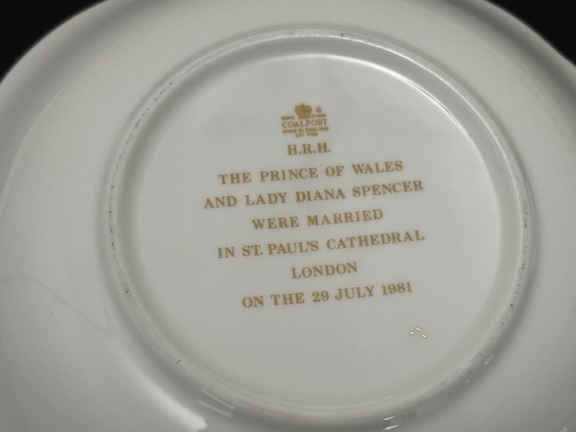 COALPORT
H.R.H.
THE PRINCE OF WALES
AND LADY DIANA SPENCER
WERE MARRIED
IN ST. PAUL'S CATHEDRAL
LONDON
ON THE 29 JULY 1981